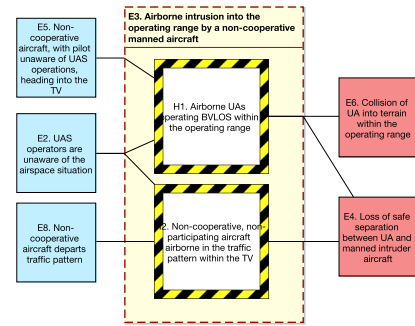 E3. Airborne intrusion into the
operating range by a non-cooperative
manned aircraft
E5. Non-
cooperative
aircraft, with pilot
unaware of UAS
operations,
heading into the
TV
H1. Airborne UAs
operating BVLOS within
the operating range
E2. UAS
operators are
unaware of the
airspace situation
E6. Collision of
UA into terrain
within the
operating range
E8. Non-
cooperative
aircraft departs
traffic pattern
2. Non-cooperative, non-
participating aircraft
airborne in the traffic
pattern within the TV
E4. Loss of safe
separation
between UA and
manned intruder
aircraft